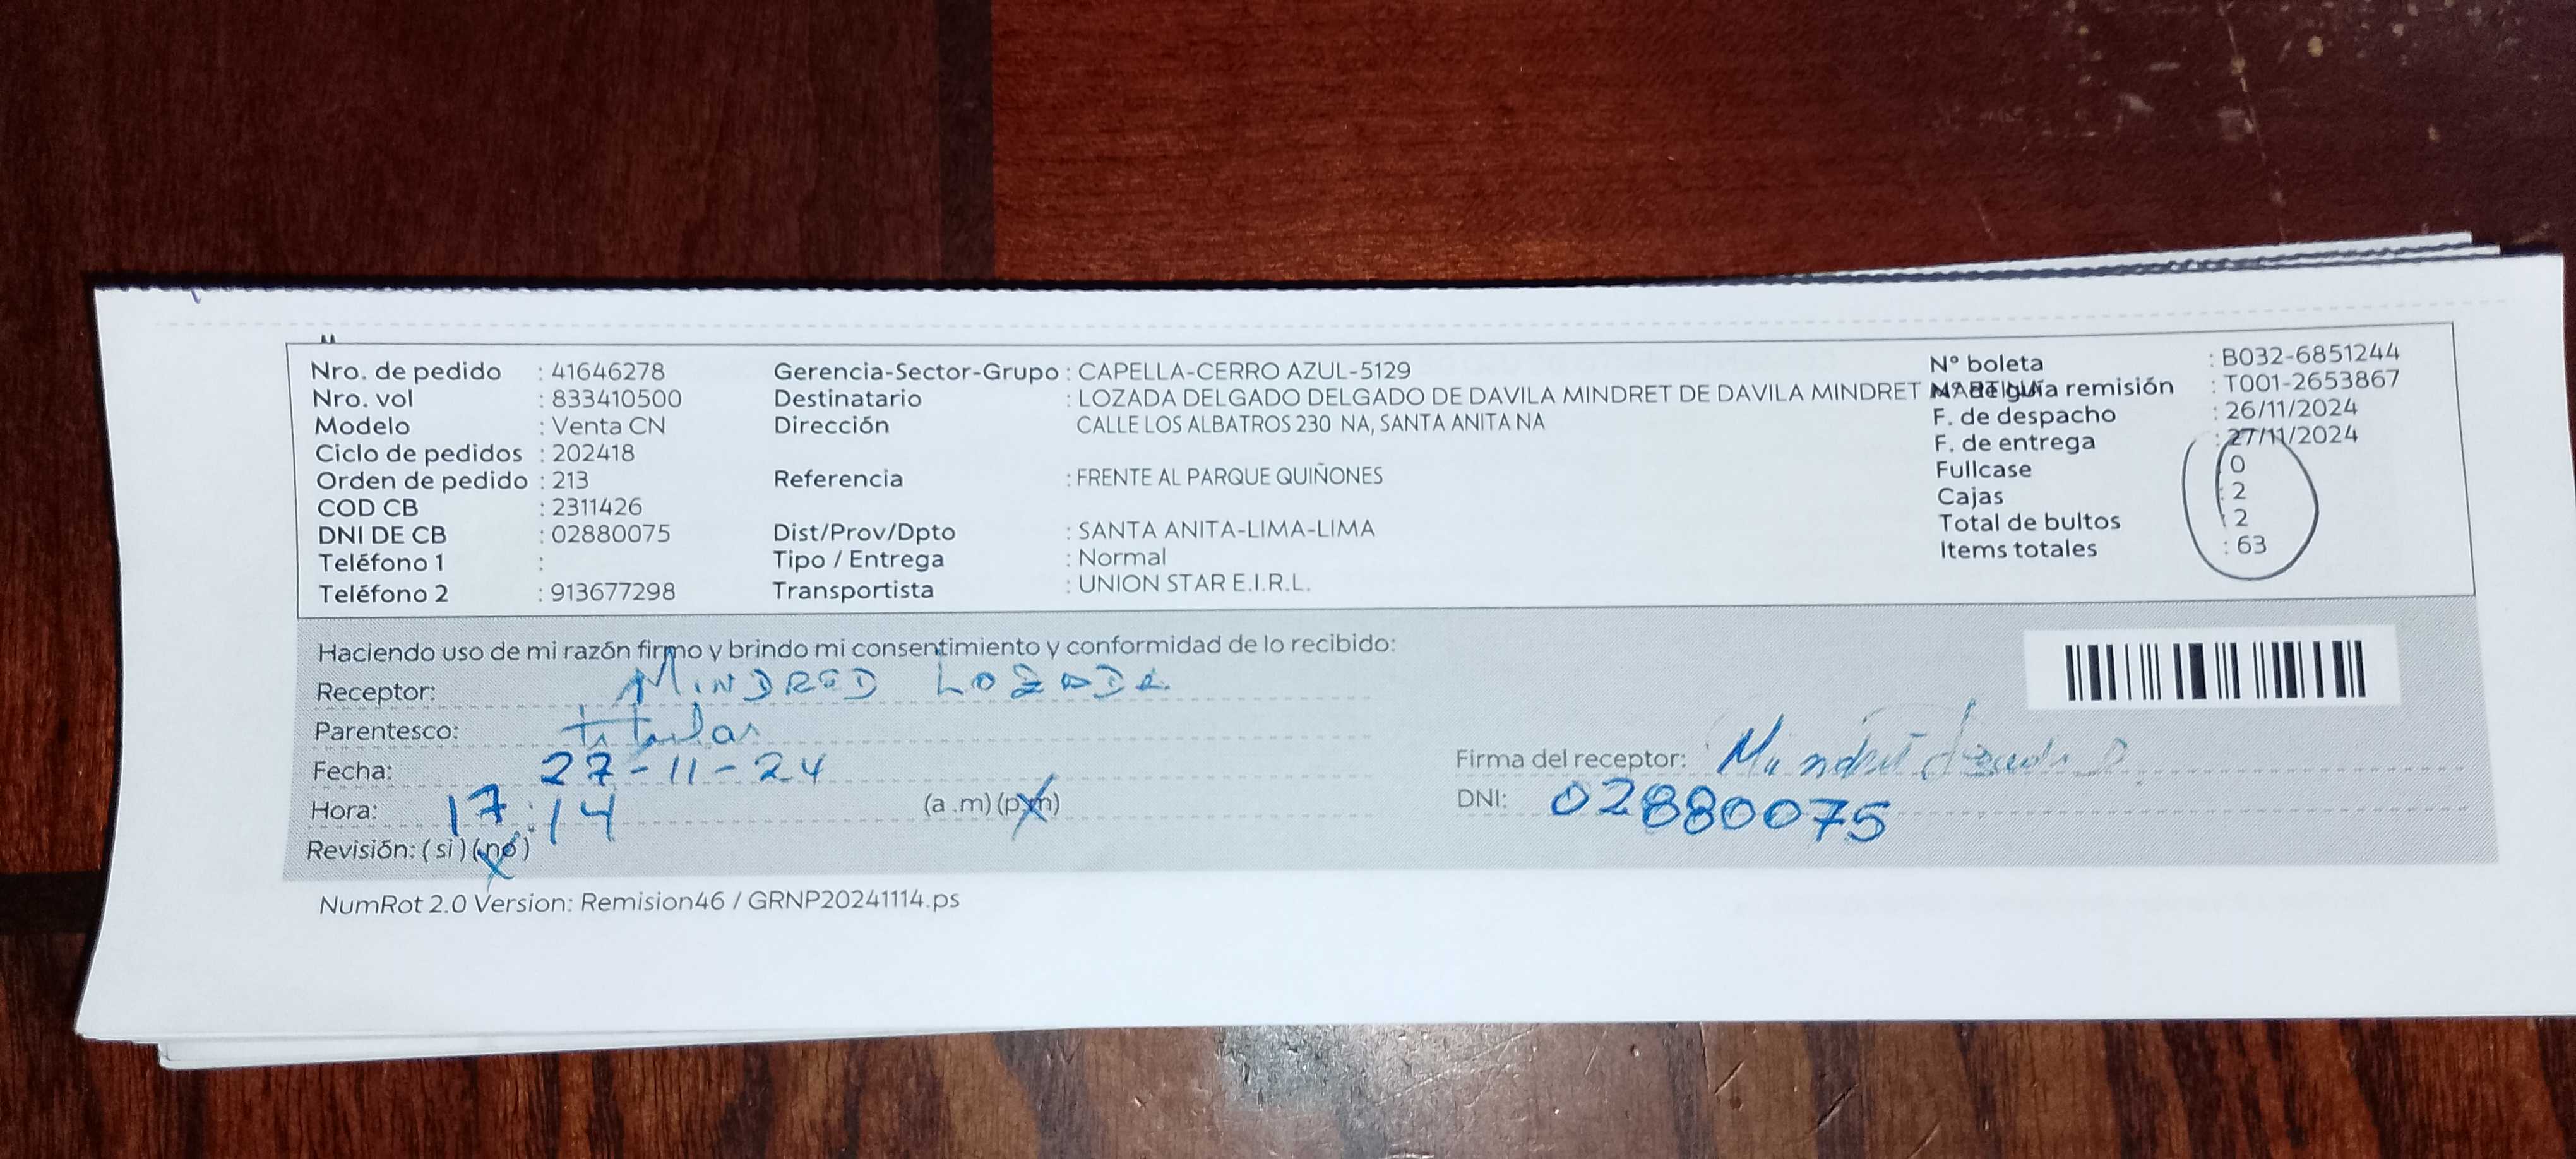 Nro. de pedido : 41646278
Nro. vol : 833410500
Modelo : Venta CN
Ciclo de pedidos : 202418
Orden de pedido : 213
COD CB : 2311426
DNI DE CB : 02880075
Teléfono 1 :
Teléfono 2 : 913677298
Gerencia-Sector-Grupo : CAPELLA-CERRO AZUL-5129
Destinatario : LOZADA DELGADO DELGADO DE DAVILA MINDRET DE DAVILA MINDRET MARTINA
Dirección CALLE LOS ALBATROS 230 NA, SANTA ANITA NA
Referencia : FRENTE AL PARQUE QUIÑONES
Dist/Prov/Dpto : SANTA ANITA-LIMA-LIMA
Tipo / Entrega : Normal
Transportista : UNION STAR E.I.R.L.
N° boleta : B032-6851244
N° de guía remisión : T001-2653867
F. de despacho : 26/11/2024
F. de entrega : 27/11/2024
Fullcase : 0
Cajas : 2
Total de bultos : 2
Items totales : 63
Haciendo uso de mi razón firmo y brindo mi consentimiento y conformidad de lo recibido:
Receptor: MINDRED LOZADA
Parentesco: titular
Fecha: 27-11-24
Hora: 17:14 (a .m) (p.m)
Revisión: ( si ) ( no )
Firma del receptor: Mindret Lozada D
DNI: 02880075
NumRot 2.0 Version: Remision46 / GRNP20241114.ps